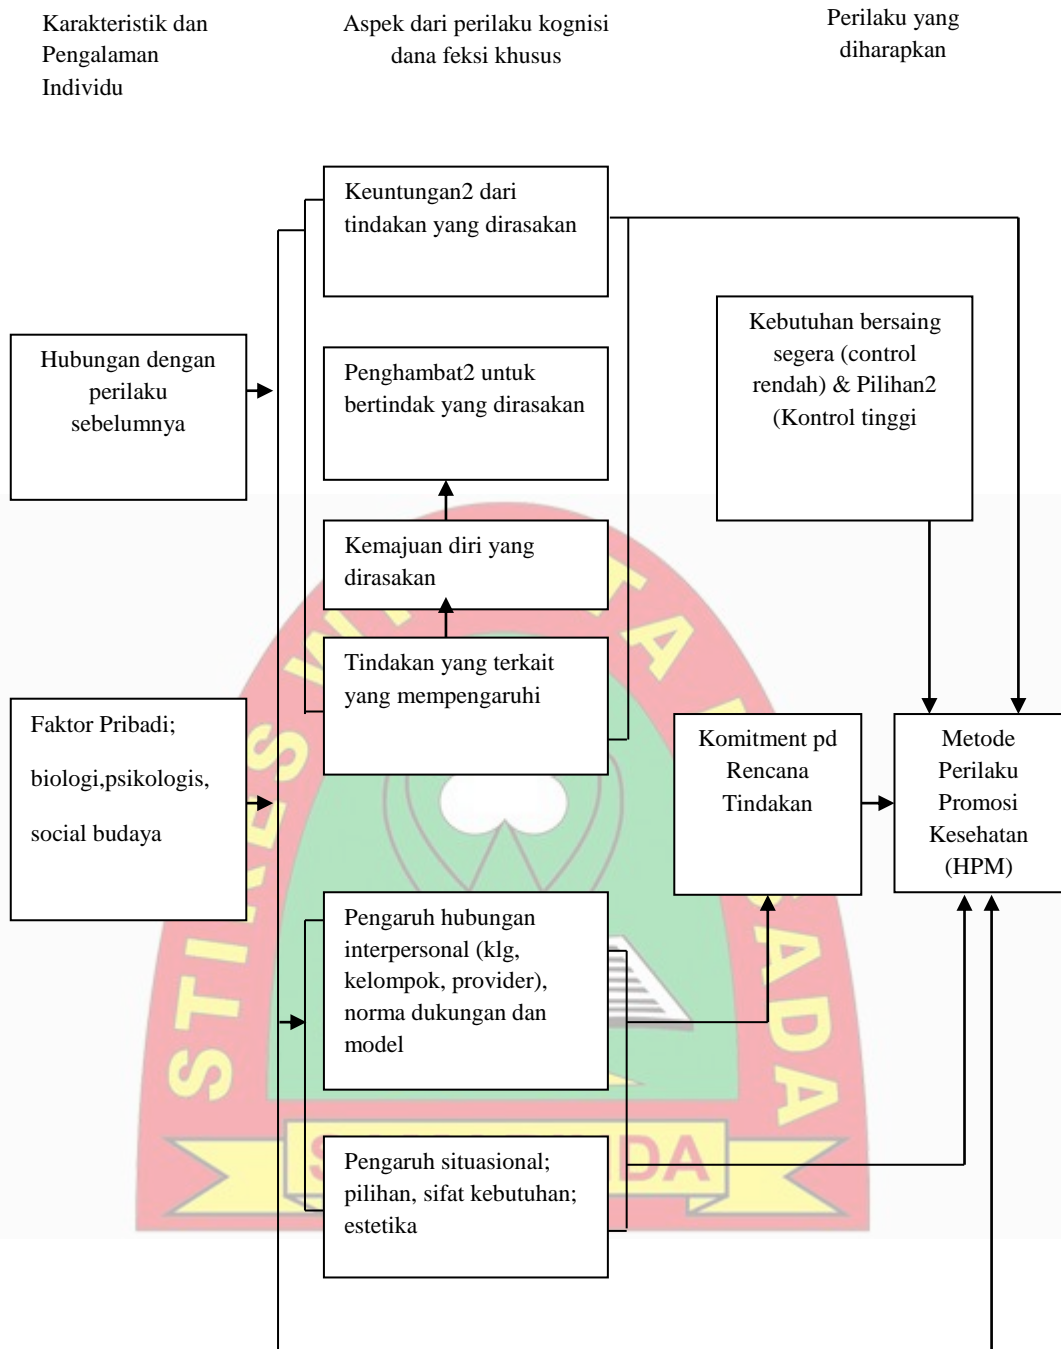 Karakteristik dan
Pengalaman
Individu
Aspek dari perilaku kognisi
dana feksi khusus
Perilaku yang
diharapkan
Keuntungan2 dari
tindakan yang dirasakan
Kebutuhan bersaing
segera (control
rendah) & Pilihan2
(Kontrol tinggi
Hubungan dengan
perilaku
sebelumnya
Penghambat2 untuk
bertindak yang dirasakan
Kemajuan diri yang
dirasakan
Tindakan yang terkait
yang mempengaruhi
Faktor Pribadi;
biologi,psikologis,
social budaya
Komitment pd
Rencana
Tindakan
Metode
Perilaku
Promosi
Kesehatan
(HPM)
Pengaruh hubungan
interpersonal (klg,
kelompok, provider),
norma dukungan dan
model
Pengaruh situasional;
pilihan, sifat kebutuhan;
estetika
STIKES